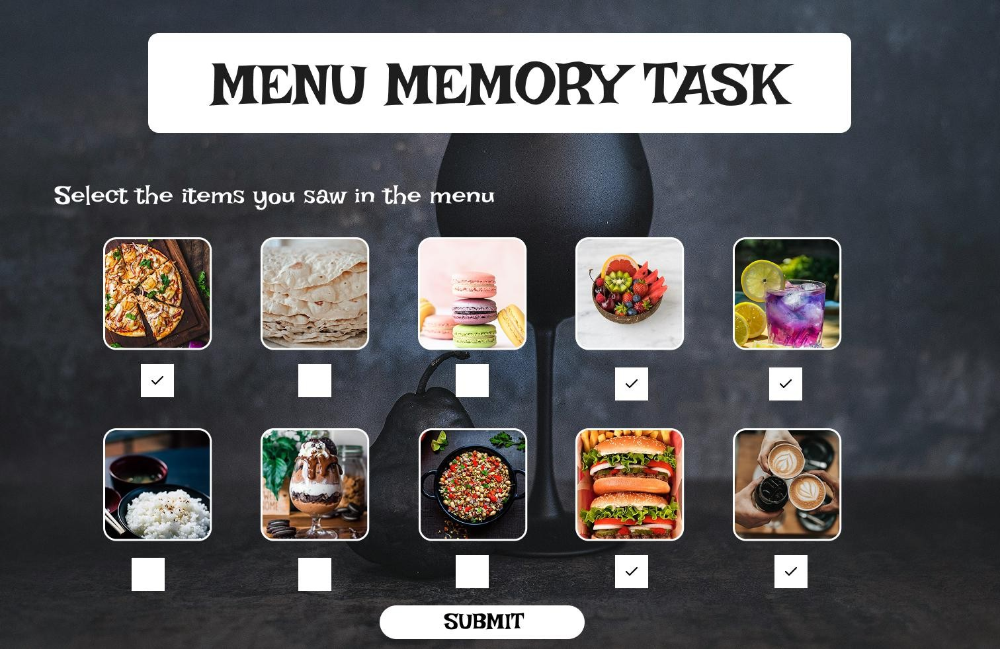 MENU MEMORY TASK
Select the items you saw in the menu
SUBMIT